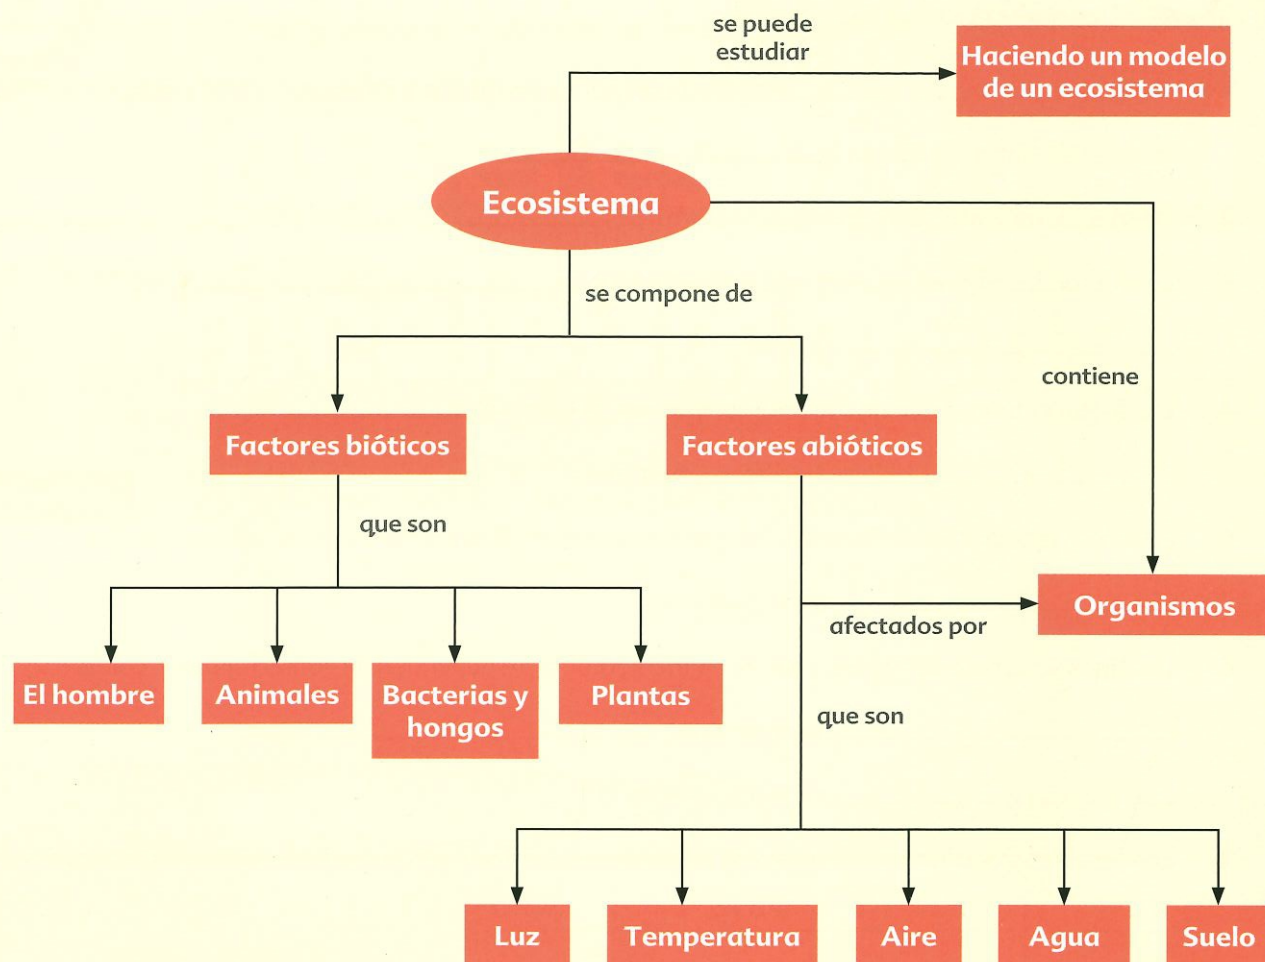 se puede
estudiar
Haciendo un modelo
de un ecosistema
Ecosistema
se compone de
contiene
Factores bióticos
Factores abióticos
que son
afectados por
Organismos
El hombre
Animales
Bacterias y
hongos
Plantas
que son
Luz
Temperatura
Aire
Agua
Suelo